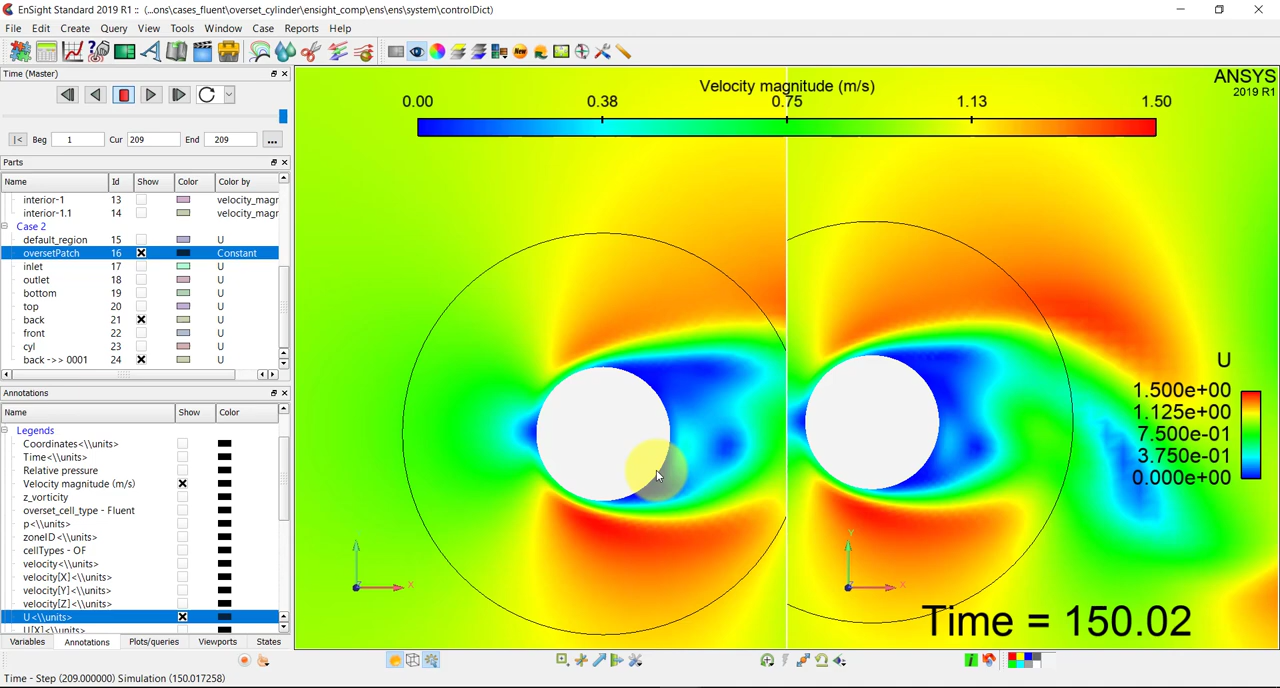 EnSight Standard 2019 R1 :: (...ons\cases_fluent\overset_cylinder\ensight_comp\ens\ens\system\controlDict)
File Edit Create Query View Tools Window Case Reports Help
Time (Master)
Beg 1 Cur 209 End 209 ...
Parts
Name Id Show Color Color by
interior-1 13 velocity_magr
interior-1.1 14 velocity_magr
Case 2
default_region 15 U
oversetPatch 16 Constant
inlet 17 U
outlet 18 U
bottom 19 U
top 20 U
back 21 U
front 22 U
cyl 23 U
back ->> 0001 24 U
Annotations
Name Show Color
Legends
Coordinates<\\units>
Time<\\units>
Relative pressure
Velocity magnitude (m/s)
z_vorticity
overset_cell_type - Fluent
p<\\units>
zoneID<\\units>
cellTypes - OF
velocity<\\units>
velocity[X]<\\units>
velocity[Y]<\\units>
velocity[Z]<\\units>
U<\\units>
U[X]<\\units>
Variables Annotations Plots/queries Viewports States
Time - Step (209.000000) Simulation (150.017258)
Velocity magnitude (m/s)
0.00 0.38 0.75 1.13 1.50
ANSYS
2019 R1
U
1.500e+00
1.125e+00
7.500e-01
3.750e-01
0.000e+00
X
Y
X
Time = 150.02